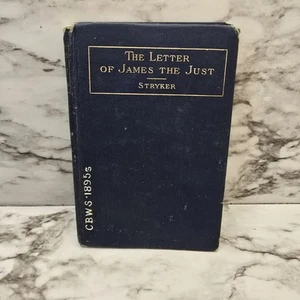 THE LETTER
OF JAMES THE JUST
STRYKER
CBWS-1895s